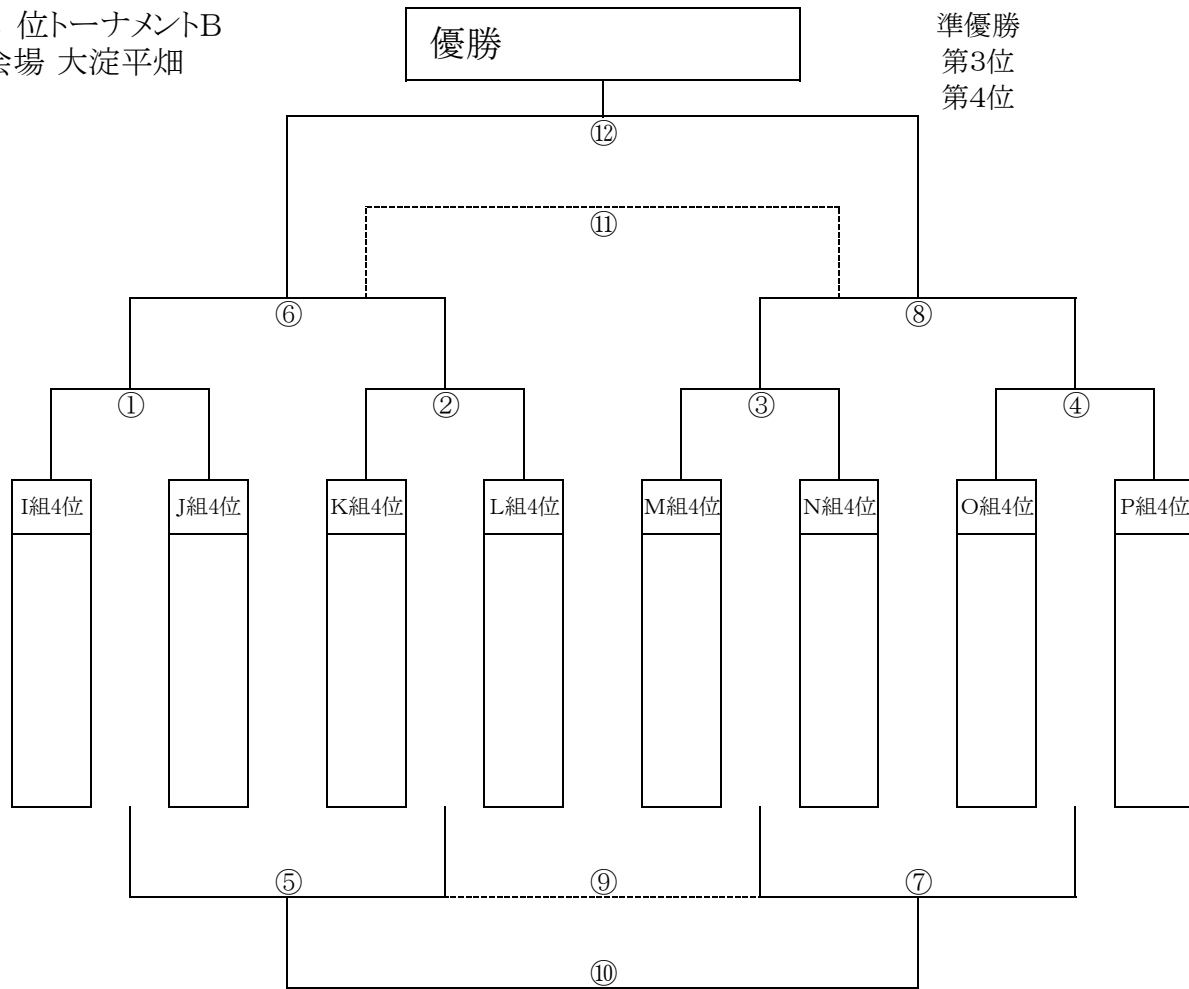 位トーナメントB
会場 大淀平畑
優勝
準優勝
第3位
第4位
⑫
⑪
⑥ ⑧
① ② ③ ④
I組4位 J組4位 K組4位 L組4位 M組4位 N組4位 O組4位 P組4位
⑤ ⑨ ⑦
⑩